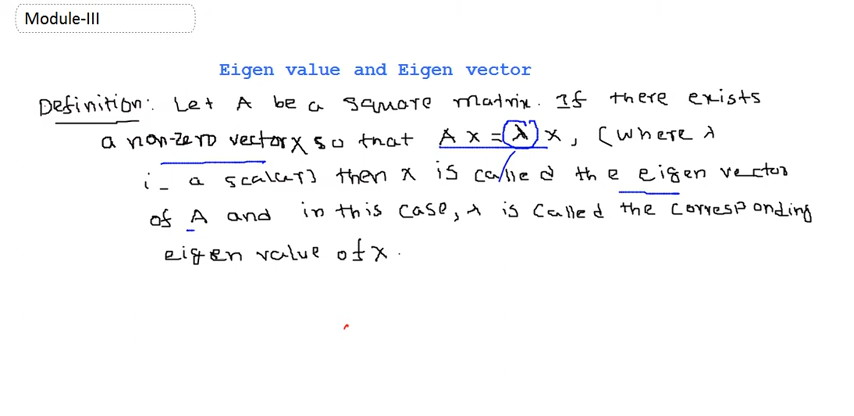 Module-III
Eigen value and Eigen vector
Definition: Let A be a square matrix. If there exists
a non-zero vector X so that AX = λX, (where λ
is a scalar) then X is called the eigen vector
of A and in this case, λ is called the corresponding
eigen value of X.